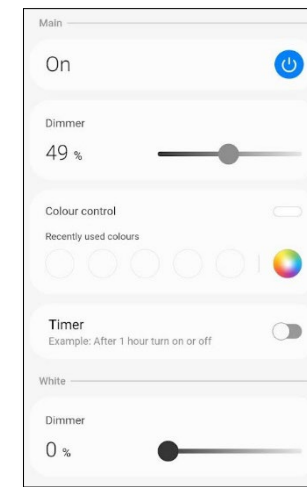 Main
On
Dimmer
49 %
Colour control
Recently used colours
Timer
Example: After 1 hour turn on or off
White
Dimmer
0 %